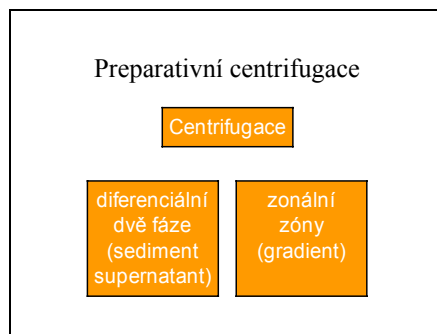 Preparativní centrifugace
Centrifugace
diferenciální
dvě fáze
(sediment
supernatant)
zonální
zóny
(gradient)